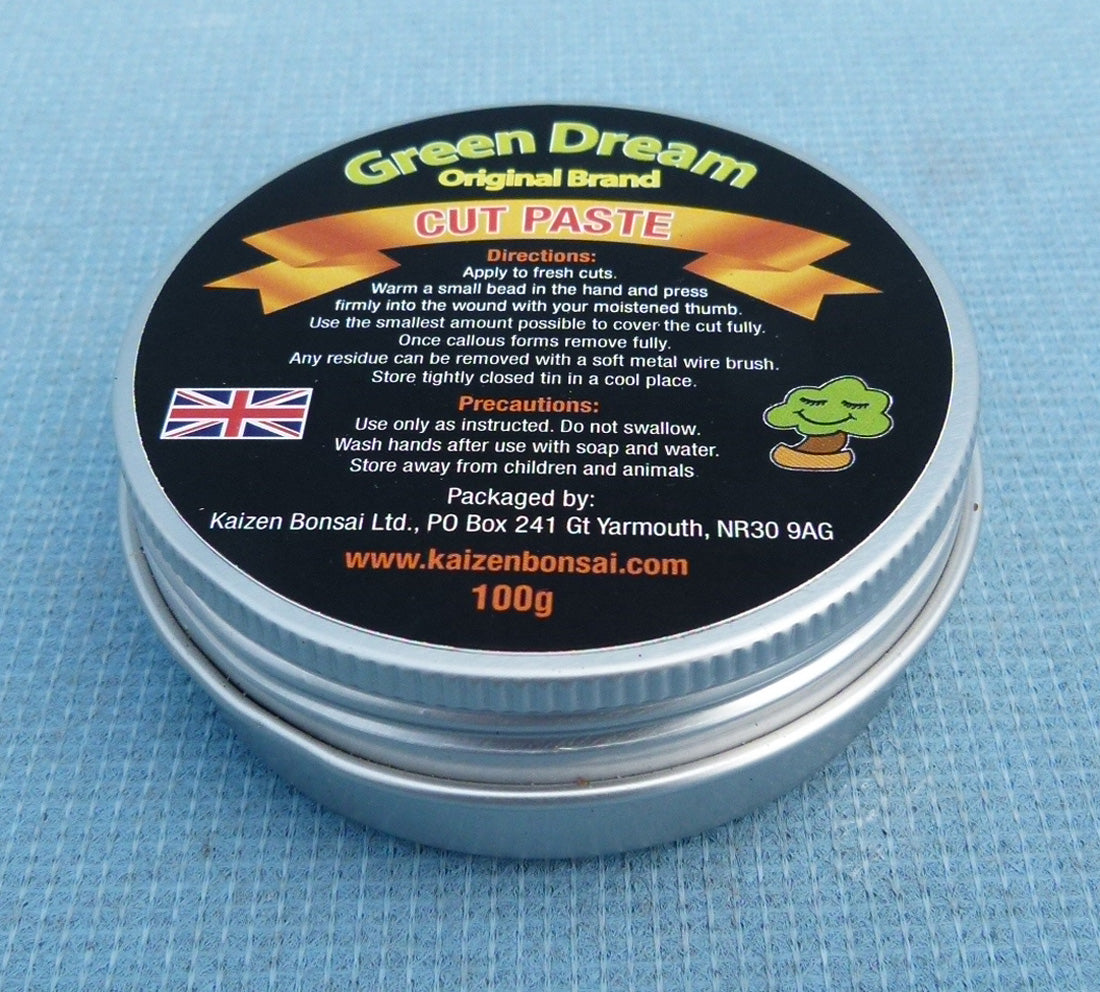 Green Dream
Original Brand
CUT PASTE
Directions:
Apply to fresh cuts.
Warm a small bead in the hand and press
firmly into the wound with your moistened thumb.
Use the smallest amount possible to cover the cut fully.
Once callous forms remove fully.
Any residue can be removed with a soft metal wire brush.
Store tightly closed tin in a cool place.
Precautions:
Use only as instructed. Do not swallow.
Wash hands after use with soap and water.
Store away from children and animals
Packaged by:
Kaizen Bonsai Ltd., PO Box 241 Gt Yarmouth, NR30 9AG
www.kaizenbonsai.com
100g